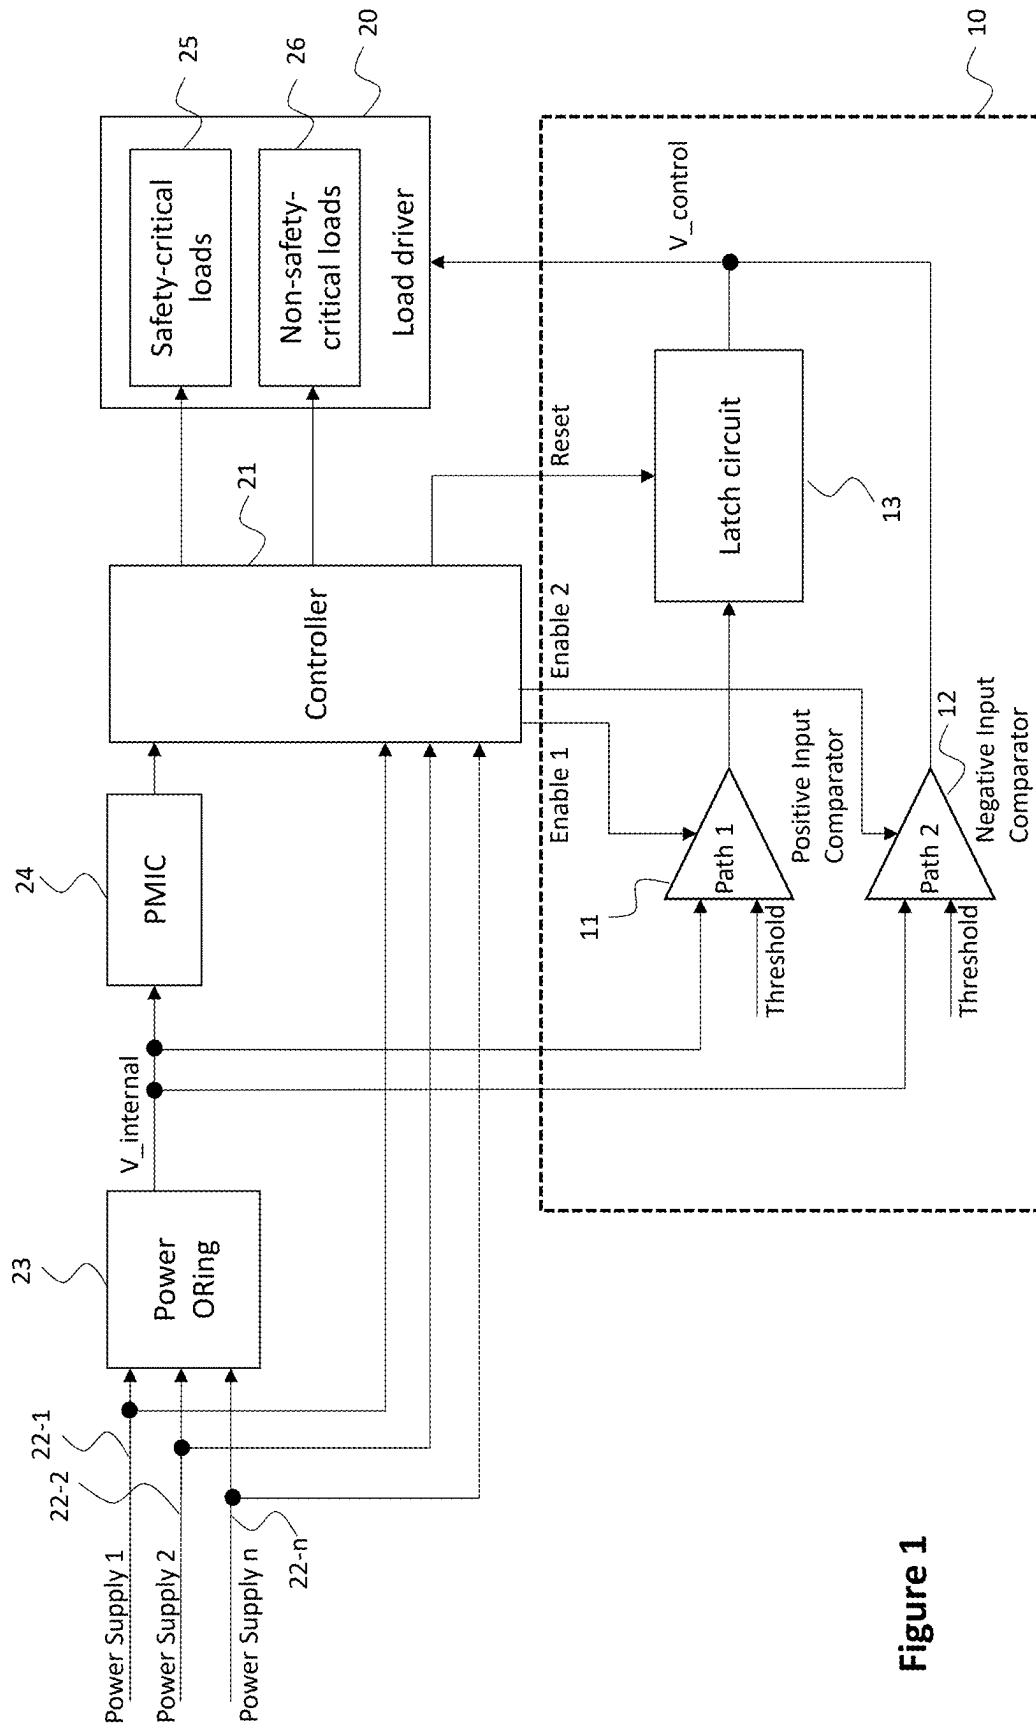 Power Supply 1
Power Supply 2
Power Supply n
22-1
22-2
22-n
23
Power
ORing
V_internal
24
PMIC
21
Controller
25
Safety-critical
loads
26
Non-safety-
critical loads
Load driver
20
Enable 1
Enable 2
Reset
V_control
10
11
Path 1
Threshold
Positive Input
Comparator
Latch circuit
13
12
Path 2
Threshold
Negative Input
Comparator
Figure 1